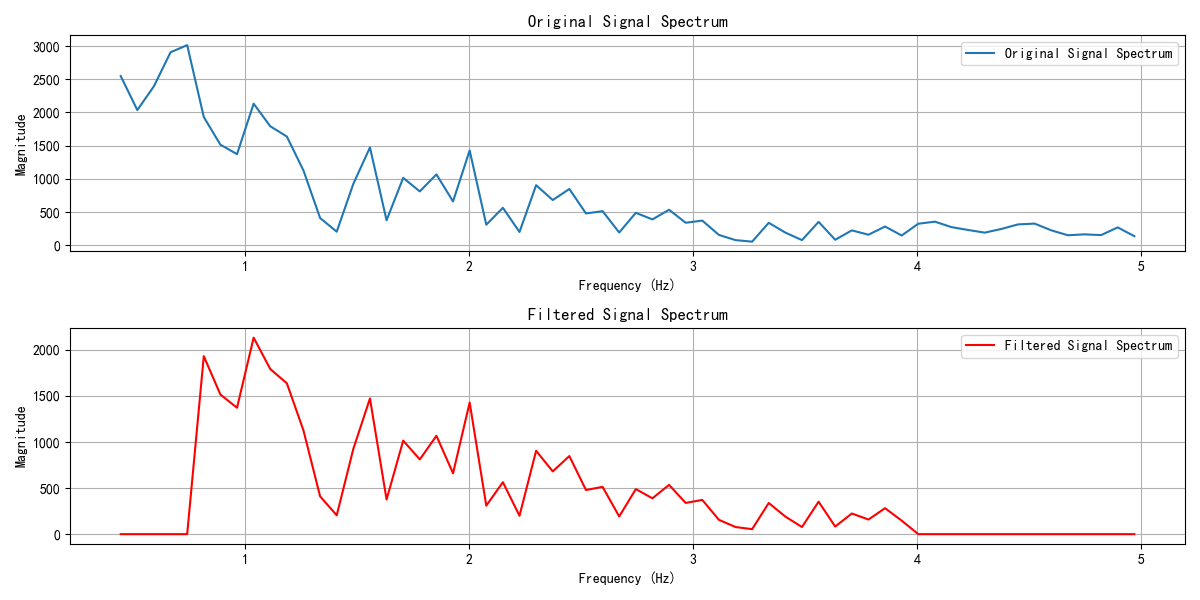 Original Signal Spectrum
3000
2500
2000
1500
1000
500
0
Magnitude
Original Signal Spectrum
1 2 3 4 5
Frequency (Hz)
Filtered Signal Spectrum
2000
1500
1000
500
0
Magnitude
Filtered Signal Spectrum
1 2 3 4 5
Frequency (Hz)